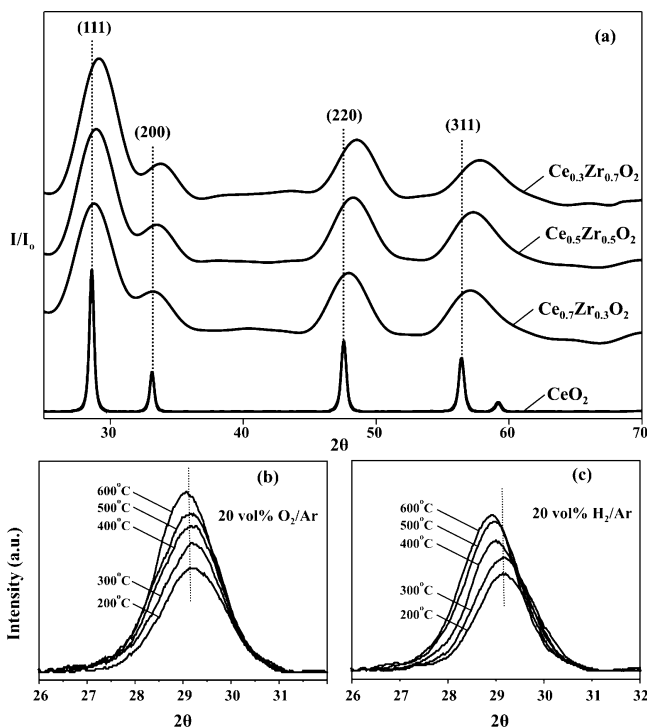 (a)
(111)
(200)
(220)
(311)
I/Iₒ
Ce₀.₃Zr₀.₇O₂
Ce₀.₅Zr₀.₅O₂
Ce₀.₇Zr₀.₃O₂
CeO₂
30 40 50 60 70
2θ
(b)
20 vol% O₂/Ar
600°C
500°C
400°C
300°C
200°C
Intensity (a.u.)
26 27 28 29 30 31
2θ
(c)
20 vol% H₂/Ar
600°C
500°C
400°C
300°C
200°C
26 27 28 29 30 31 32
2θ